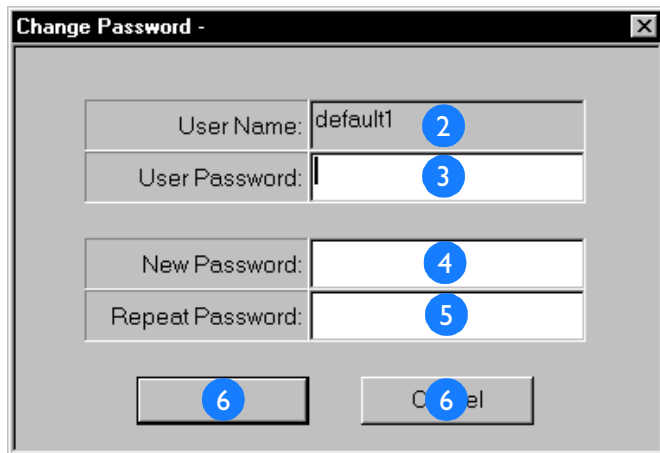 Change Password -
User Name: default1 2
User Password: 3
New Password: 4
Repeat Password: 5
6 6